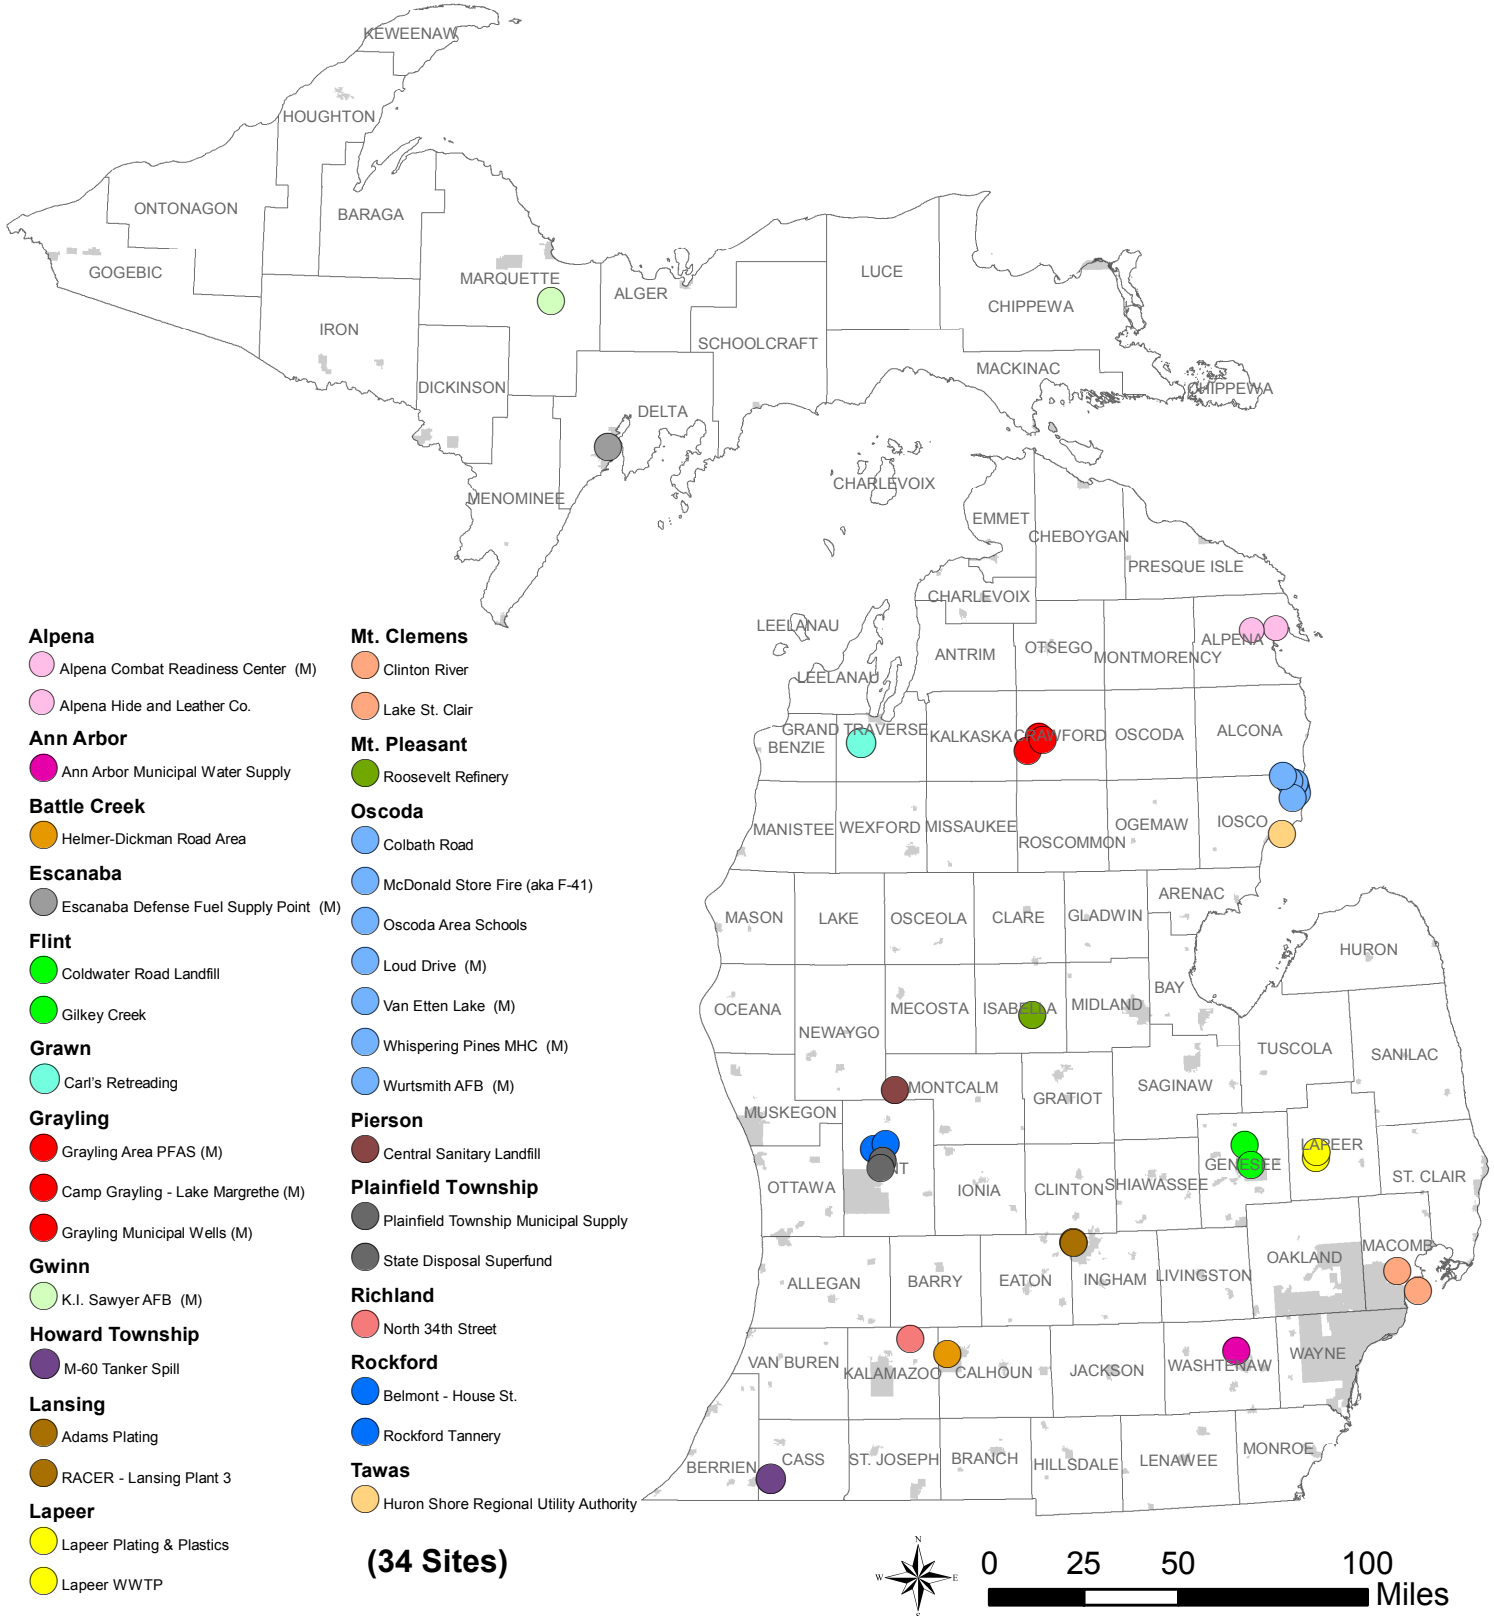 KEWEENAW
HOUGHTON
ONTONAGON
BARAGA
GOGEBIC
MARQUETTE
LUCE
ALGER
CHIPPEWA
IRON
SCHOOLCRAFT
MACKINAC
DICKINSON
CHIPPEWA
DELTA
CHARLEVOIX
MENOMINEE
EMMET
CHEBOYGAN
PRESQUE ISLE
CHARLEVOIX
LEELANAU
ALPENA
OTSEGO
ANTRIM
MONTMORENCY
LEELANAU
GRAND TRAVERSE
BENZIE
KALKASKA
CRAWFORD
OSCODA
ALCONA
MANISTEE
WEXFORD
MISSAUKEE
ROSCOMMON
OGEMAW
IOSCO
ARENAC
MASON
LAKE
OSCEOLA
CLARE
GLADWIN
HURON
BAY
OCEANA
NEWAYGO
MECOSTA
ISABELLA
MIDLAND
TUSCOLA
SANILAC
MUSKEGON
MONTCALM
GRATIOT
SAGINAW
LAPEER
GENESEE
ST. CLAIR
OTTAWA
NT
IONIA
CLINTON
SHIAWASSEE
MACOMB
OAKLAND
ALLEGAN
BARRY
EATON
INGHAM
LIVINGSTON
VAN BUREN
KALAMAZOO
CALHOUN
JACKSON
WASHTENAW
WAYNE
BERRIEN
CASS
ST. JOSEPH
BRANCH
HILLSDALE
LENAWEE
MONROE
Alpena
Alpena Combat Readiness Center (M)
Alpena Hide and Leather Co.
Ann Arbor
Ann Arbor Municipal Water Supply
Battle Creek
Helmer-Dickman Road Area
Escanaba
Escanaba Defense Fuel Supply Point (M)
Flint
Coldwater Road Landfill
Gilkey Creek
Grawn
Carl's Retreading
Grayling
Grayling Area PFAS (M)
Camp Grayling - Lake Margrethe (M)
Grayling Municipal Wells (M)
Gwinn
K.I. Sawyer AFB (M)
Howard Township
M-60 Tanker Spill
Lansing
Adams Plating
RACER - Lansing Plant 3
Lapeer
Lapeer Plating & Plastics
Lapeer WWTP
Mt. Clemens
Clinton River
Lake St. Clair
Mt. Pleasant
Roosevelt Refinery
Oscoda
Colbath Road
McDonald Store Fire (aka F-41)
Oscoda Area Schools
Loud Drive (M)
Van Etten Lake (M)
Whispering Pines MHC (M)
Wurtsmith AFB (M)
Pierson
Central Sanitary Landfill
Plainfield Township
Plainfield Township Municipal Supply
State Disposal Superfund
Richland
North 34th Street
Rockford
Belmont - House St.
Rockford Tannery
Tawas
Huron Shore Regional Utility Authority
(34 Sites)
N
W E
S
0 25 50 100
Miles